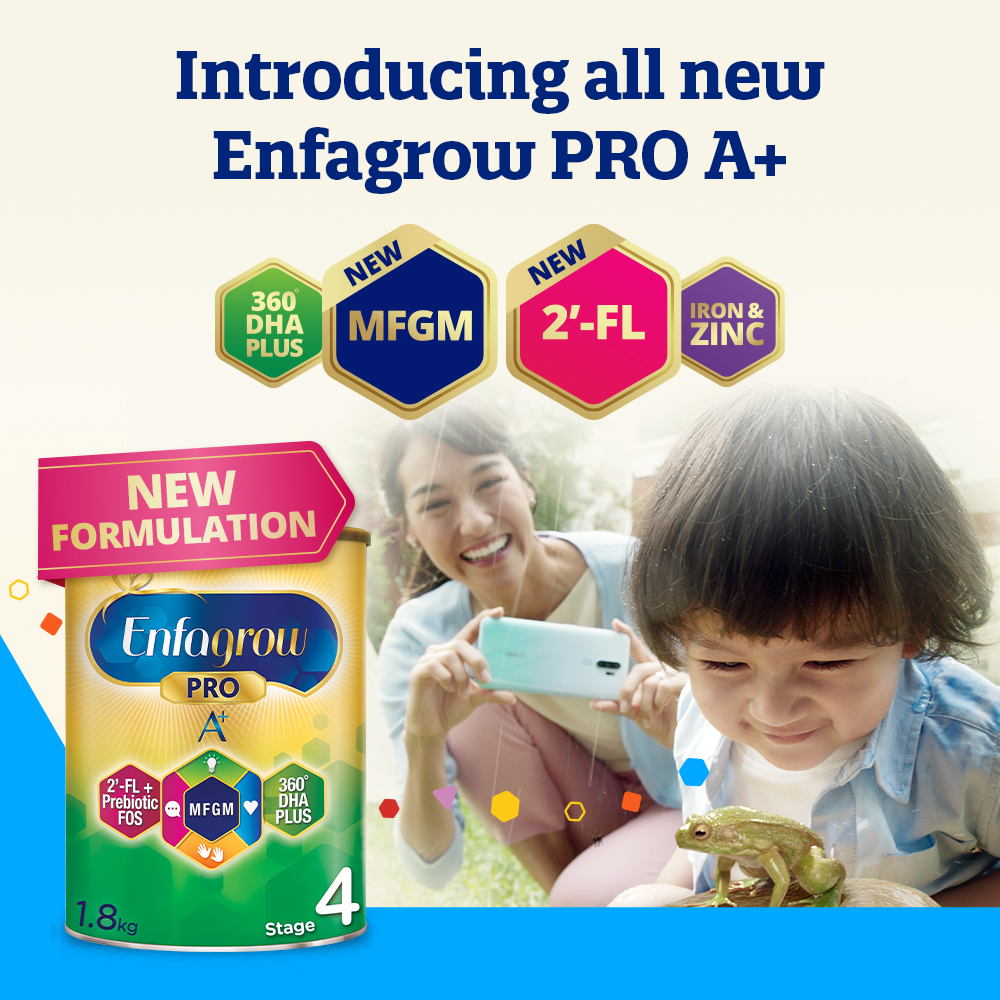 Introducing all new
Enfagrow PRO A+
360°
DHA
PLUS
NEW
MFGM
NEW
2'-FL
IRON &
ZINC
NEW
FORMULATION
Enfagrow
PRO
A+
2'-FL +
Prebiotic
FOS
MFGM
360°
DHA
PLUS
1.8kg
Stage 4